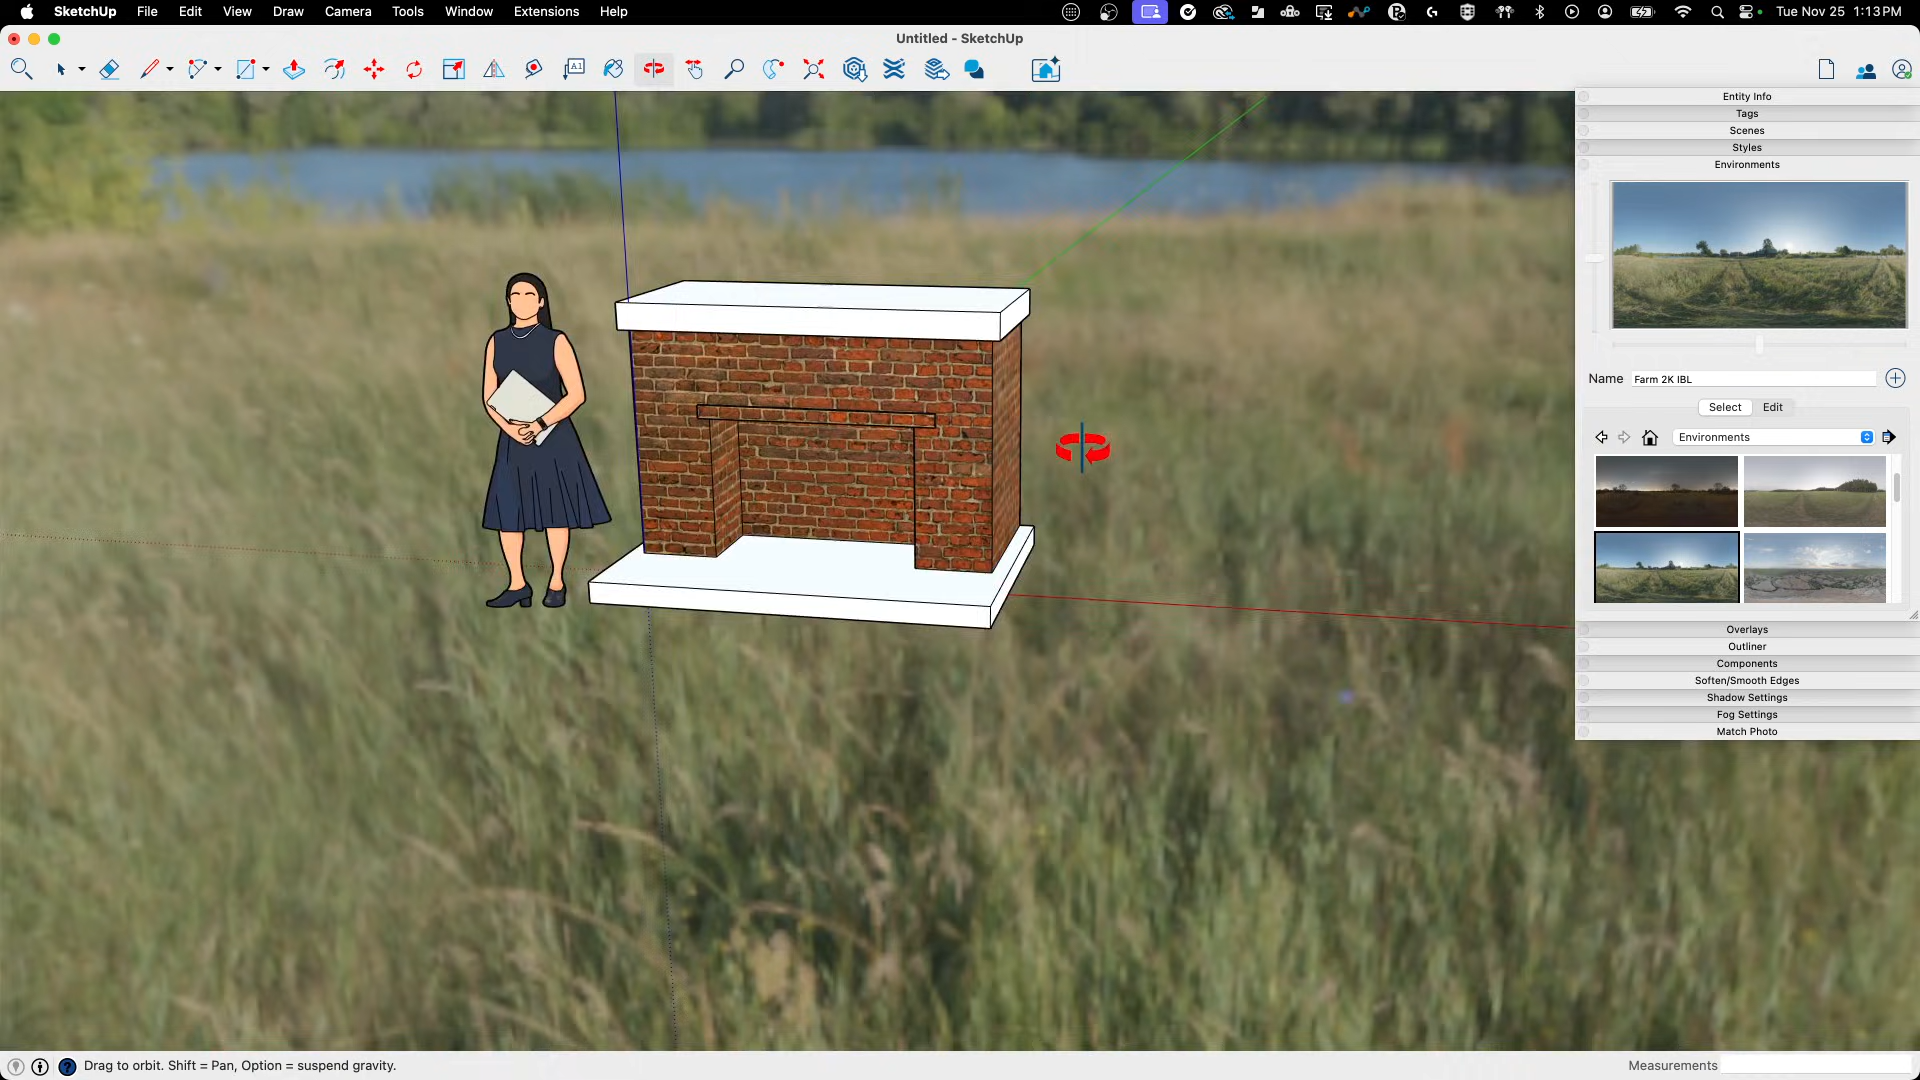 SketchUp File Edit View Draw Camera Tools Window Extensions Help Tue Nov 25 1:13 PM
Untitled - SketchUp
A1
Entity Info
Tags
Scenes
Styles
Environments
Name Farm 2K IBL
Select Edit
Environments
Overlays
Outliner
Components
Soften/Smooth Edges
Shadow Settings
Fog Settings
Match Photo
Drag to orbit. Shift = Pan, Option = suspend gravity.
Measurements